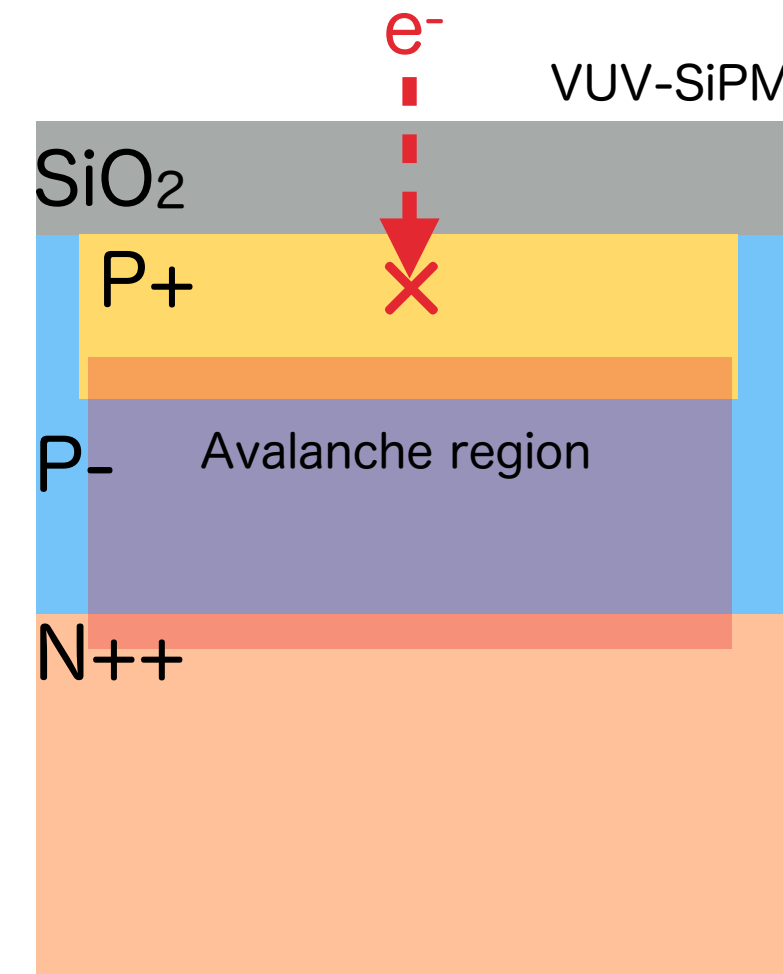 e-
VUV-SiPM
SiO₂
P+
Avalanche region
P-
N++